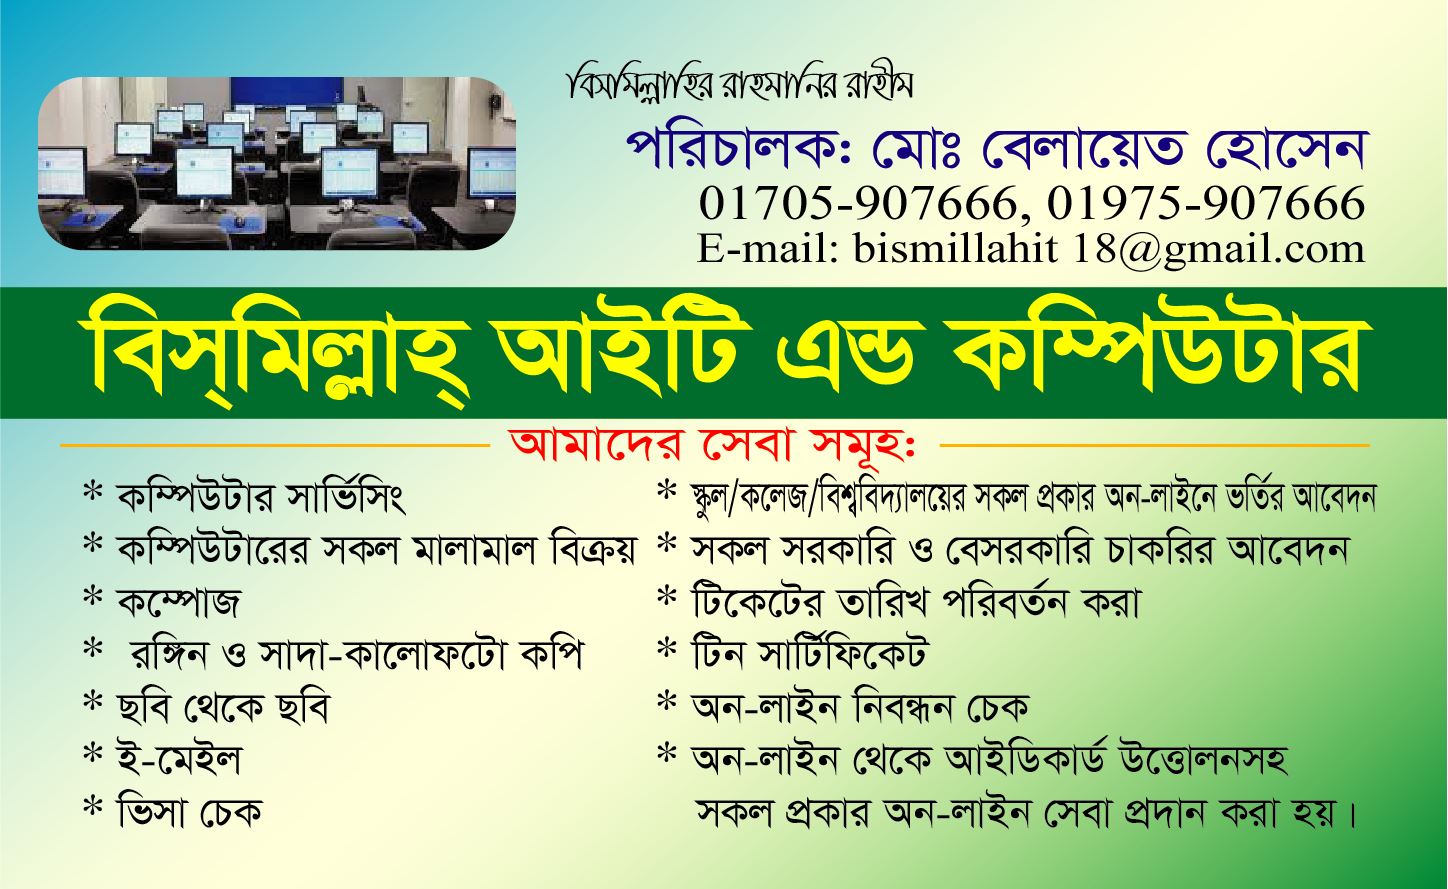 বিসমিল্লাহির রাহমানির রাহীম
পরিচালক: মোঃ বেলায়েত হোসেন
01705-907666, 01975-907666
E-mail: bismillahit 18@gmail.com
বিস্‌মিল্লাহ্‌ আইটি এন্ড কম্পিউটার
আমাদের সেবা সমূহ:
* কম্পিউটার সার্ভিসিং
* কম্পিউটারের সকল মালামাল বিক্রয়
* কম্পোজ
* রঙ্গিন ও সাদা-কালোফটো কপি
* ছবি থেকে ছবি
* ই-মেইল
* ভিসা চেক
* স্কুল/কলেজ/বিশ্ববিদ্যালয়ের সকল প্রকার অন-লাইনে ভর্তির আবেদন
* সকল সরকারি ও বেসরকারি চাকরির আবেদন
* টিকেটের তারিখ পরিবর্তন করা
* টিন সার্টিফিকেট
* অন-লাইন নিবন্ধন চেক
* অন-লাইন থেকে আইডিকার্ড উত্তোলনসহ
সকল প্রকার অন-লাইন সেবা প্রদান করা হয়।